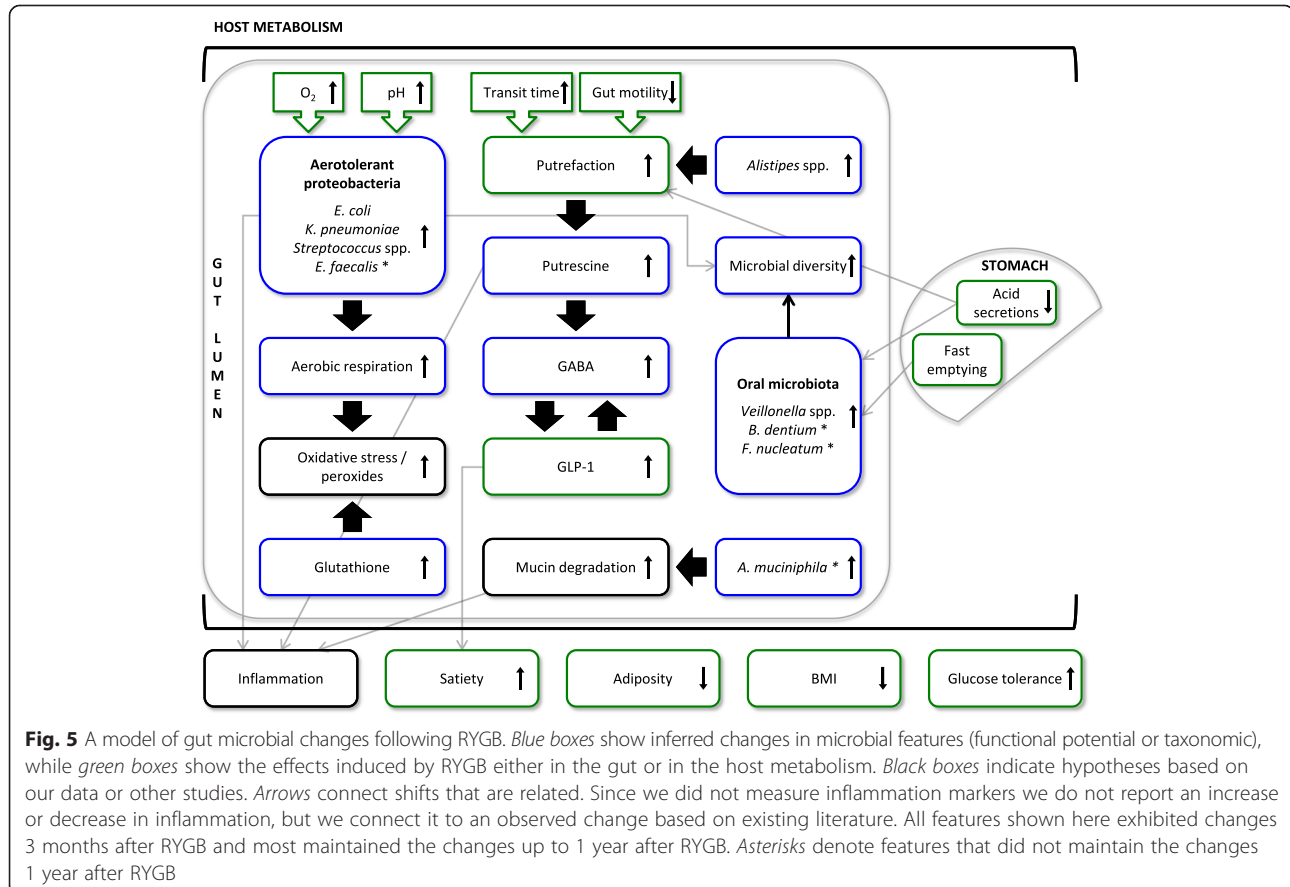 HOST METABOLISM
O2
pH
Transit time
Gut motility
Aerotolerant
proteobacteria
E. coli
K. pneumoniae
Streptococcus spp.
E. faecalis *
Putrefaction
Alistipes spp.
Putrescine
Microbial diversity
GUT LUMEN
STOMACH
Acid
secretions
Fast
emptying
Aerobic respiration
GABA
Oral microbiota
Veillonella spp.
B. dentium *
F. nucleatum *
Oxidative stress /
peroxides
GLP-1
Glutathione
Mucin degradation
A. muciniphila *
Inflammation
Satiety
Adiposity
BMI
Glucose tolerance
Fig. 5 A model of gut microbial changes following RYGB. Blue boxes show inferred changes in microbial features (functional potential or taxonomic),
while green boxes show the effects induced by RYGB either in the gut or in the host metabolism. Black boxes indicate hypotheses based on
our data or other studies. Arrows connect shifts that are related. Since we did not measure inflammation markers we do not report an increase
or decrease in inflammation, but we connect it to an observed change based on existing literature. All features shown here exhibited changes
3 months after RYGB and most maintained the changes up to 1 year after RYGB. Asterisks denote features that did not maintain the changes
1 year after RYGB